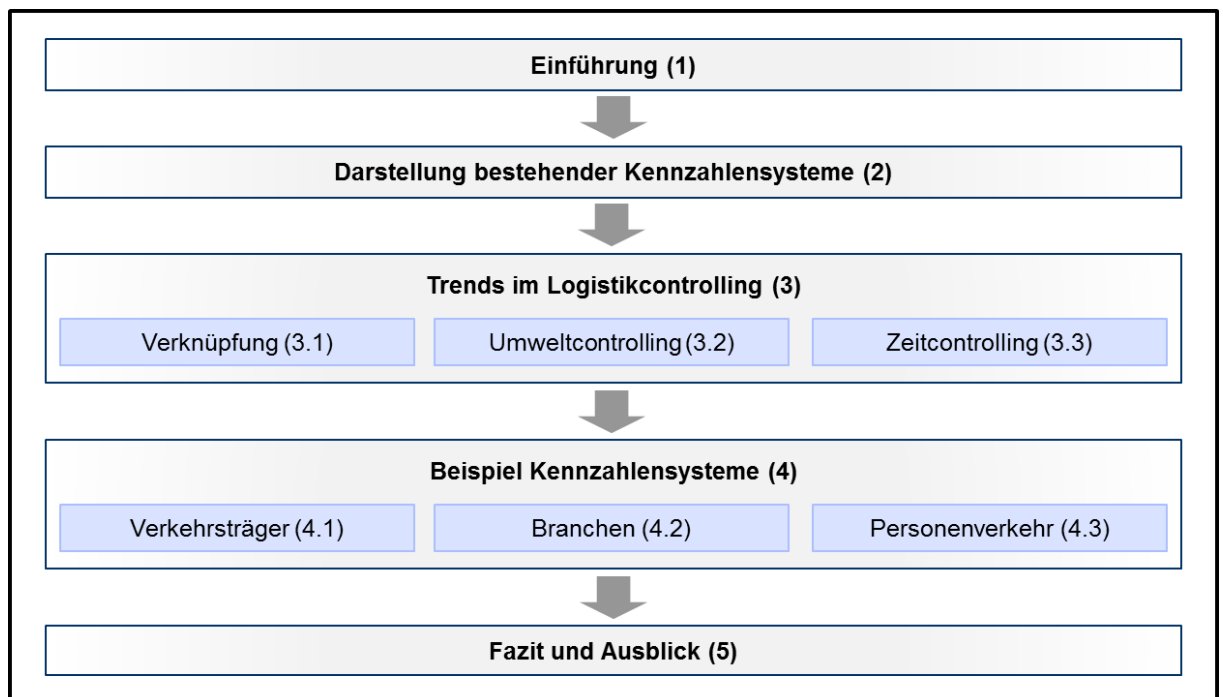 Einführung (1)
Darstellung bestehender Kennzahlensysteme (2)
Trends im Logistikcontrolling (3)
Verknüpfung (3.1)
Umweltcontrolling (3.2)
Zeitcontrolling (3.3)
Beispiel Kennzahlensysteme (4)
Verkehrsträger (4.1)
Branchen (4.2)
Personenverkehr (4.3)
Fazit und Ausblick (5)